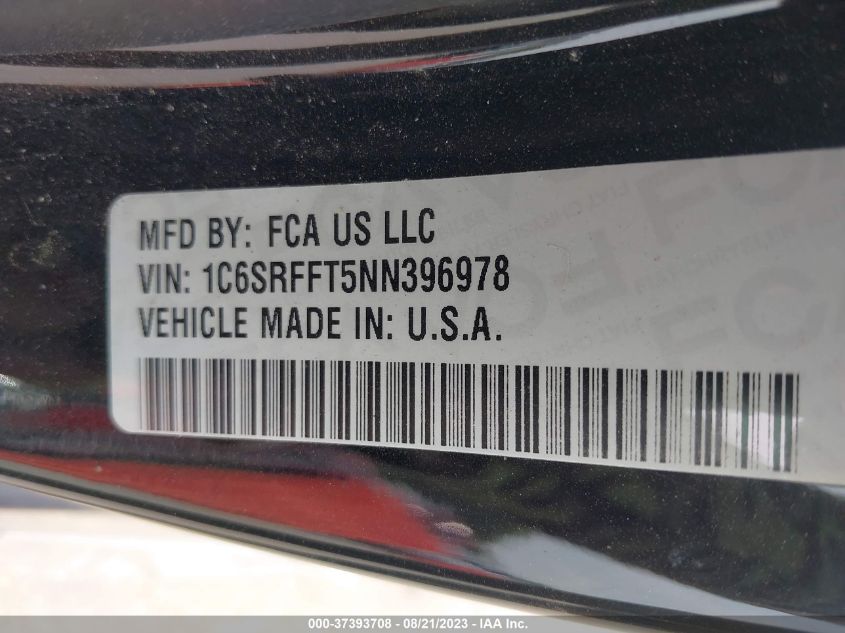 MFD BY: FCA US LLC
VIN: 1C6SRFFT5NN396978
VEHICLE MADE IN: U.S.A.
000-37393708 - 08/21/2023 - IAA Inc.